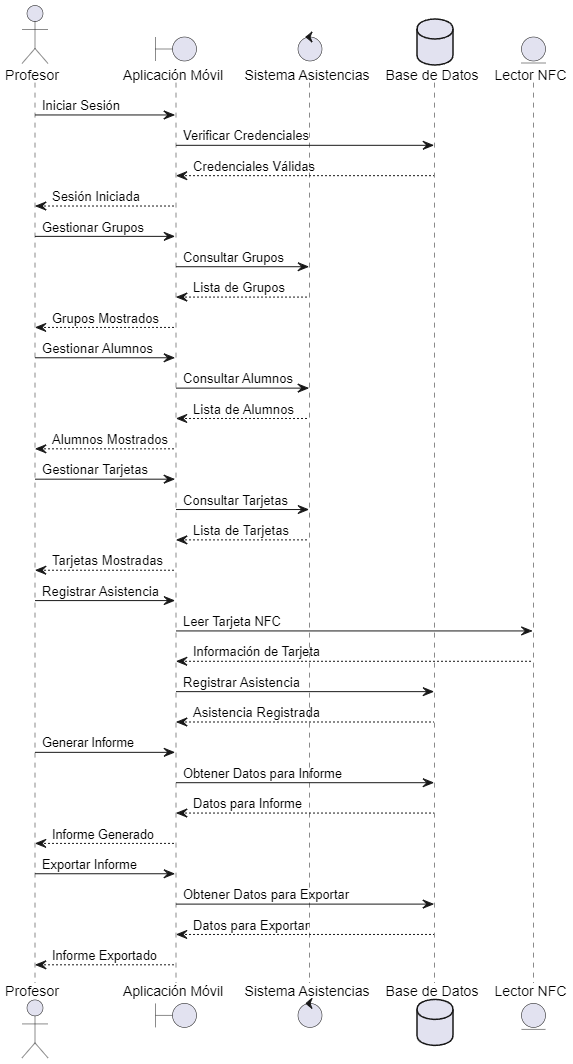 Profesor Aplicación Móvil Sistema Asistencias Base de Datos Lector NFC
Iniciar Sesión
Verificar Credenciales
Credenciales Válidas
Sesión Iniciada
Gestionar Grupos
Consultar Grupos
Lista de Grupos
Grupos Mostrados
Gestionar Alumnos
Consultar Alumnos
Lista de Alumnos
Alumnos Mostrados
Gestionar Tarjetas
Consultar Tarjetas
Lista de Tarjetas
Tarjetas Mostradas
Registrar Asistencia
Leer Tarjeta NFC
Información de Tarjeta
Registrar Asistencia
Asistencia Registrada
Generar Informe
Obtener Datos para Informe
Datos para Informe
Informe Generado
Exportar Informe
Obtener Datos para Exportar
Datos para Exportar
Informe Exportado
Profesor Aplicación Móvil Sistema Asistencias Base de Datos Lector NFC